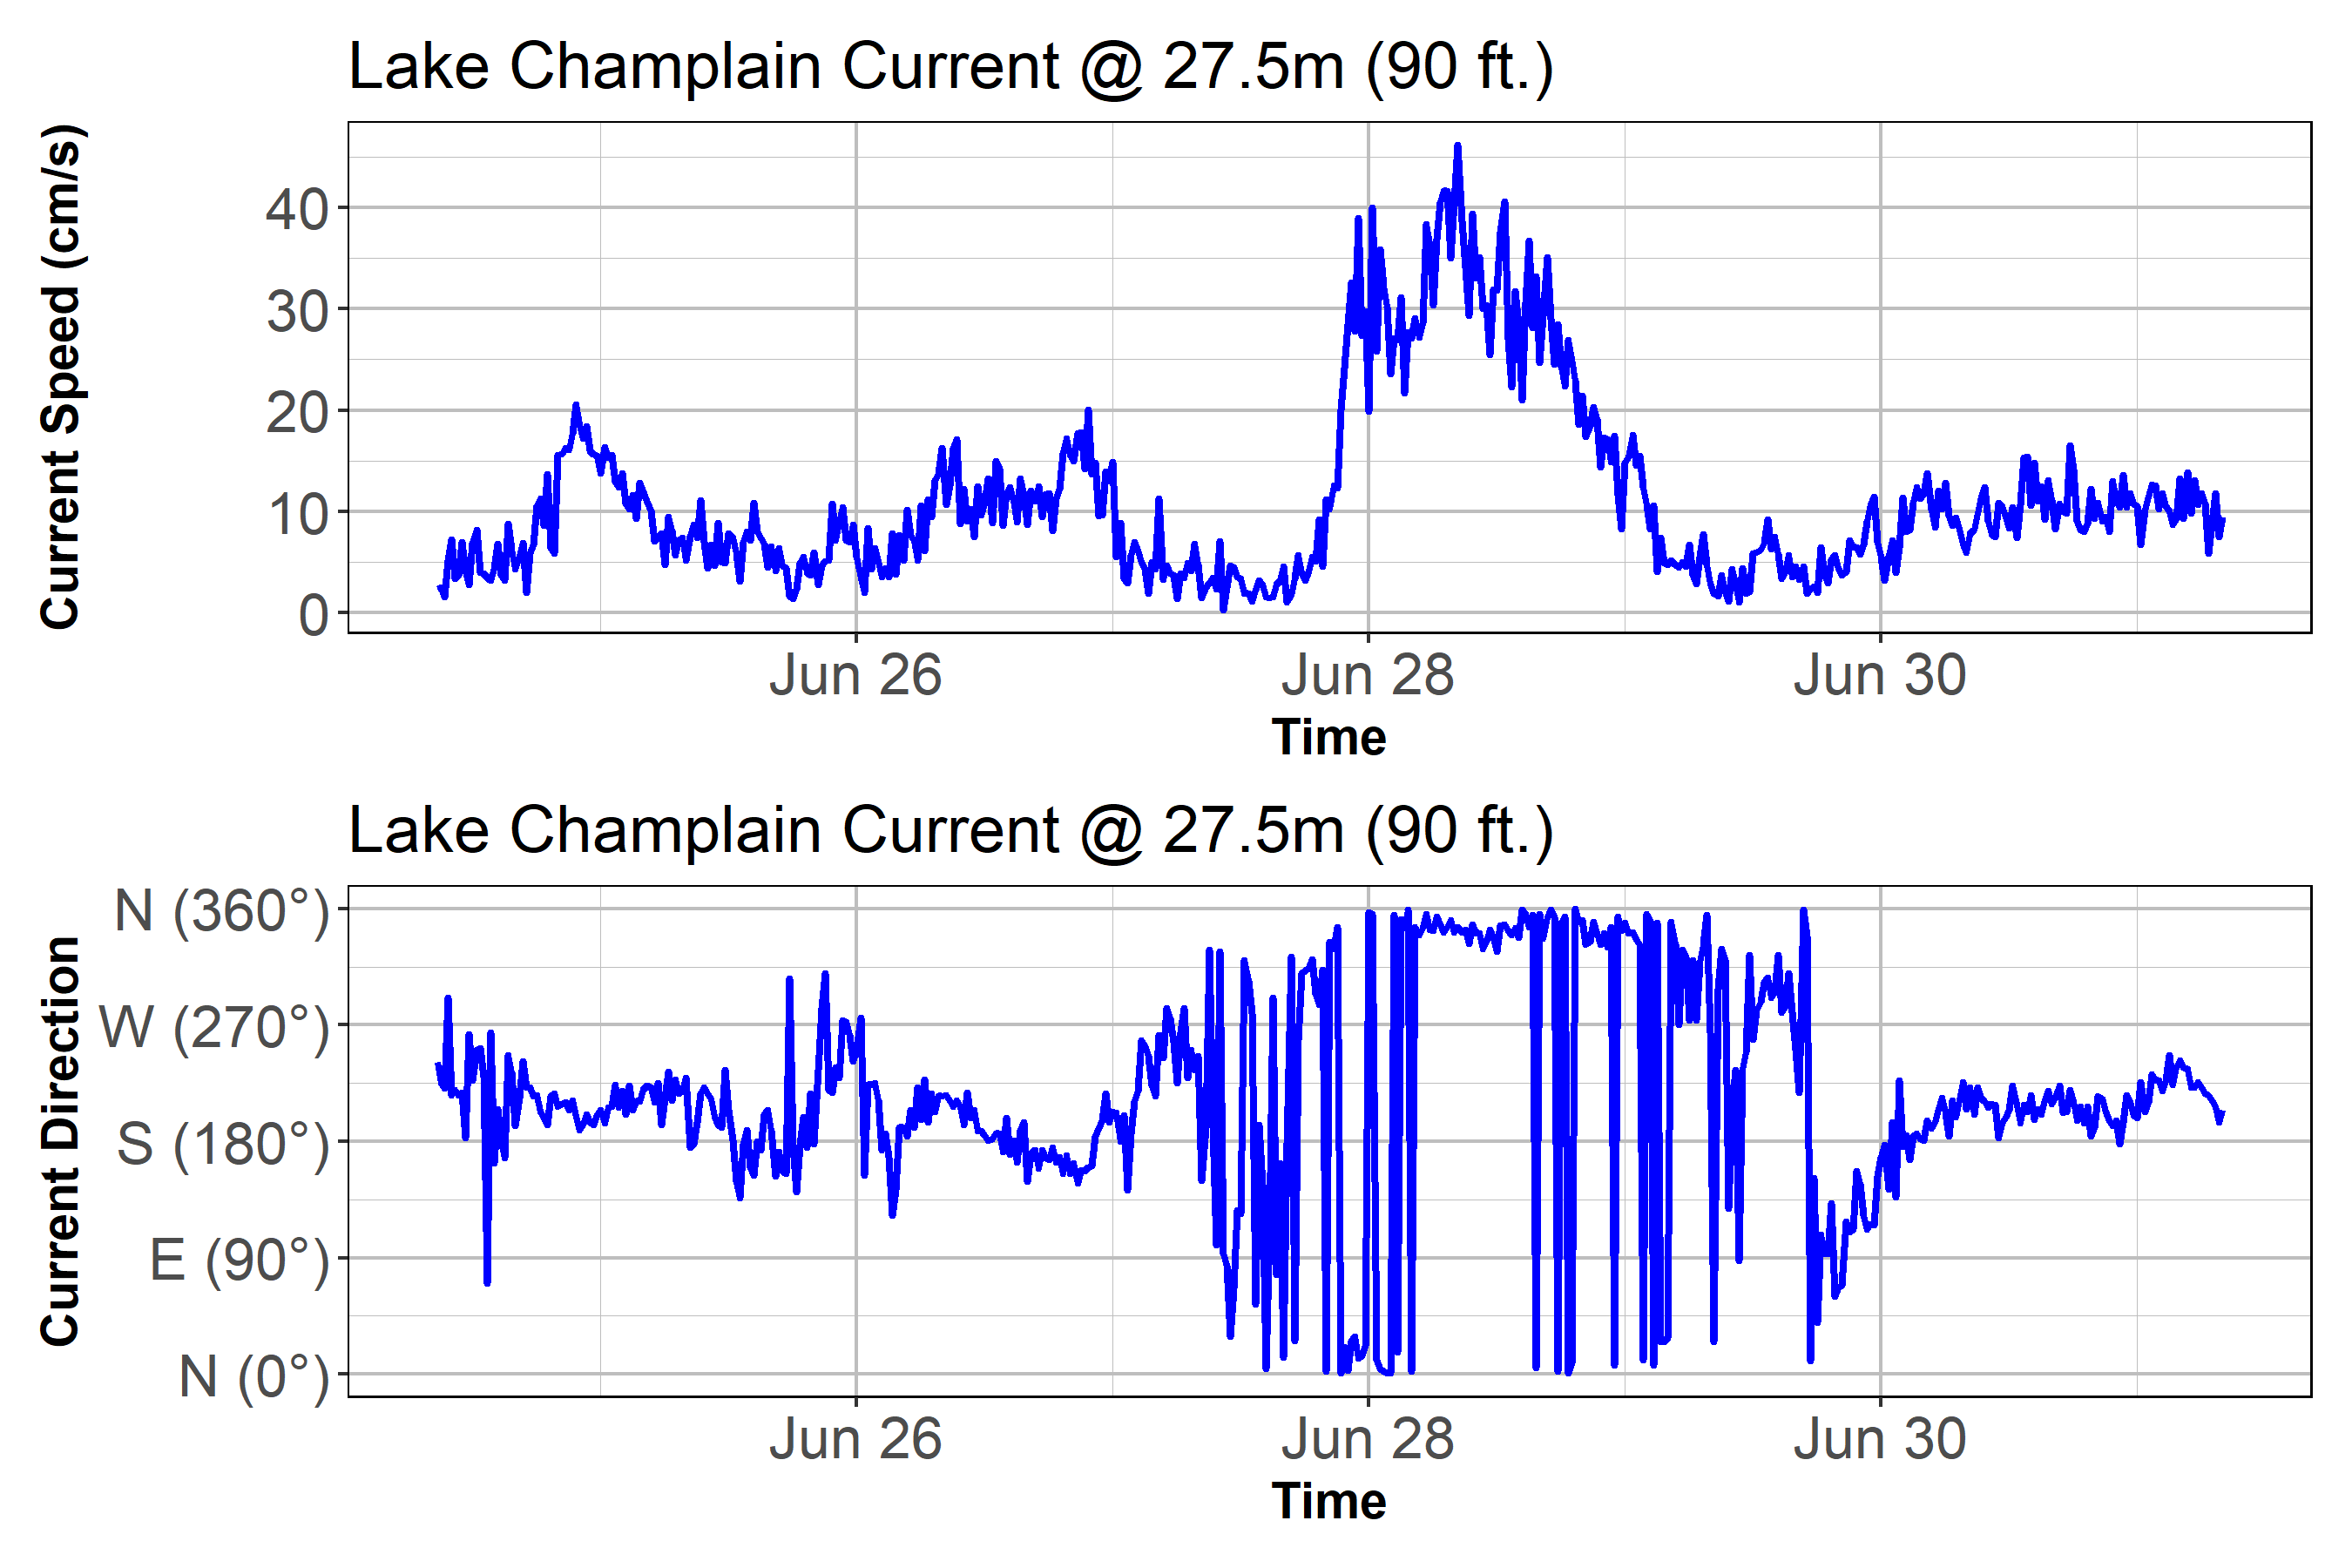 Lake Champlain Current @ 27.5m (90 ft.)
Current Speed (cm/s)
40
30
20
10
0
Jun 26 Jun 28 Jun 30
Time
Lake Champlain Current @ 27.5m (90 ft.)
Current Direction
N (360°)
W (270°)
S (180°)
E (90°)
N (0°)
Jun 26 Jun 28 Jun 30
Time